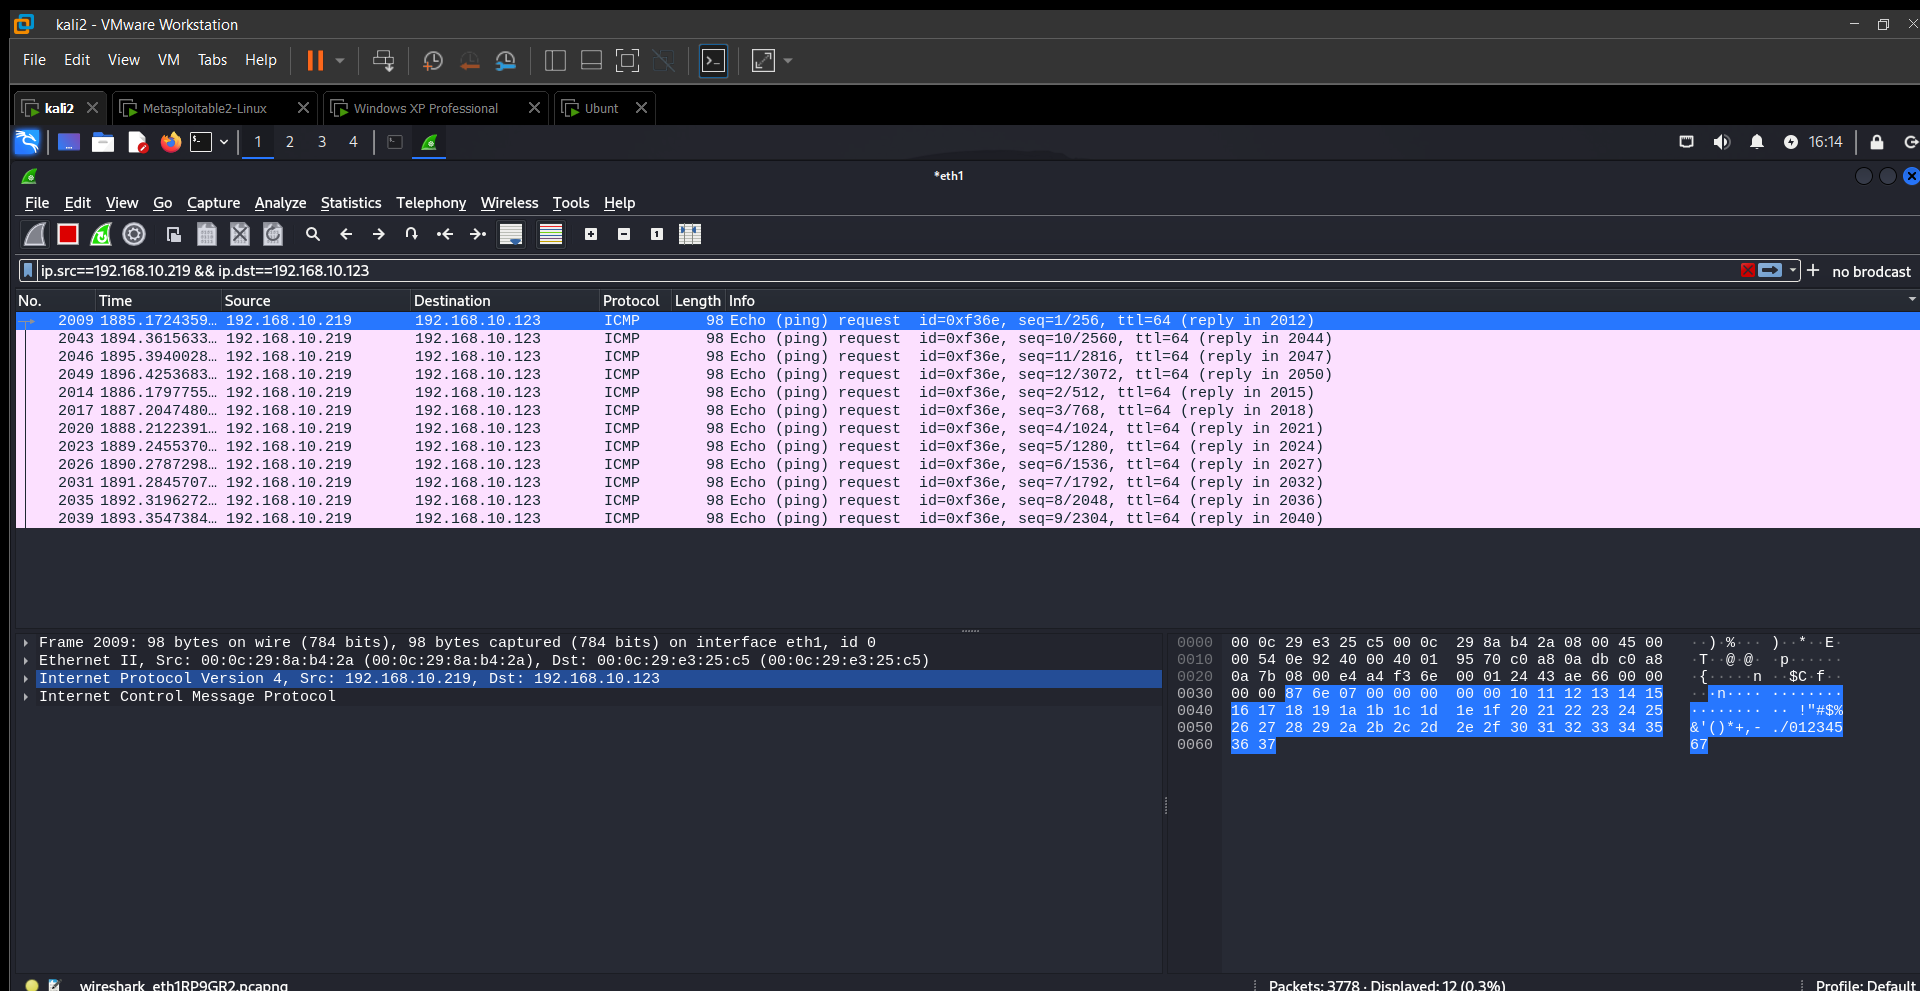 kali2 - VMware Workstation
File Edit View VM Tabs Help
kali2 Metasploitable2-Linux Windows XP Professional Ubunt
1 2 3 4 16:14
*eth1
File Edit View Go Capture Analyze Statistics Telephony Wireless Tools Help
ip.src==192.168.10.219 && ip.dst==192.168.10.123 no brodcast
No. Time Source Destination Protocol Length Info
2009 1885.1724359… 192.168.10.219 192.168.10.123 ICMP 98 Echo (ping) request id=0xf36e, seq=1/256, ttl=64 (reply in 2012)
2043 1894.3615633… 192.168.10.219 192.168.10.123 ICMP 98 Echo (ping) request id=0xf36e, seq=10/2560, ttl=64 (reply in 2044)
2046 1895.3940028… 192.168.10.219 192.168.10.123 ICMP 98 Echo (ping) request id=0xf36e, seq=11/2816, ttl=64 (reply in 2047)
2049 1896.4253683… 192.168.10.219 192.168.10.123 ICMP 98 Echo (ping) request id=0xf36e, seq=12/3072, ttl=64 (reply in 2050)
2014 1886.1797755… 192.168.10.219 192.168.10.123 ICMP 98 Echo (ping) request id=0xf36e, seq=2/512, ttl=64 (reply in 2015)
2017 1887.2047480… 192.168.10.219 192.168.10.123 ICMP 98 Echo (ping) request id=0xf36e, seq=3/768, ttl=64 (reply in 2018)
2020 1888.2122391… 192.168.10.219 192.168.10.123 ICMP 98 Echo (ping) request id=0xf36e, seq=4/1024, ttl=64 (reply in 2021)
2023 1889.2455370… 192.168.10.219 192.168.10.123 ICMP 98 Echo (ping) request id=0xf36e, seq=5/1280, ttl=64 (reply in 2024)
2026 1890.2787298… 192.168.10.219 192.168.10.123 ICMP 98 Echo (ping) request id=0xf36e, seq=6/1536, ttl=64 (reply in 2027)
2031 1891.2845707… 192.168.10.219 192.168.10.123 ICMP 98 Echo (ping) request id=0xf36e, seq=7/1792, ttl=64 (reply in 2032)
2035 1892.3196272… 192.168.10.219 192.168.10.123 ICMP 98 Echo (ping) request id=0xf36e, seq=8/2048, ttl=64 (reply in 2036)
2039 1893.3547384… 192.168.10.219 192.168.10.123 ICMP 98 Echo (ping) request id=0xf36e, seq=9/2304, ttl=64 (reply in 2040)
Frame 2009: 98 bytes on wire (784 bits), 98 bytes captured (784 bits) on interface eth1, id 0
Ethernet II, Src: 00:0c:29:8a:b4:2a (00:0c:29:8a:b4:2a), Dst: 00:0c:29:e3:25:c5 (00:0c:29:e3:25:c5)
Internet Protocol Version 4, Src: 192.168.10.219, Dst: 192.168.10.123
Internet Control Message Protocol
0000 00 0c 29 e3 25 c5 00 0c 29 8a b4 2a 08 00 45 00 ··)·%··· )··*··E·
0010 00 54 0e 92 40 00 40 01 95 70 c0 a8 0a db c0 a8 ·T··@·@· ·p······
0020 0a 7b 08 00 e4 a4 f3 6e 00 01 24 43 ae 66 00 00 ·{·····n ··$C·f··
0030 00 00 87 6e 07 00 00 00 00 00 10 11 12 13 14 15 ···n···· ········
0040 16 17 18 19 1a 1b 1c 1d 1e 1f 20 21 22 23 24 25 ········ ·· !"#$%
0050 26 27 28 29 2a 2b 2c 2d 2e 2f 30 31 32 33 34 35 &'()*+,- ./012345
0060 36 37 67
wireshark_eth1RP9GR2.pcapng Packets: 3778 · Displayed: 12 (0.3%) Profile: Default